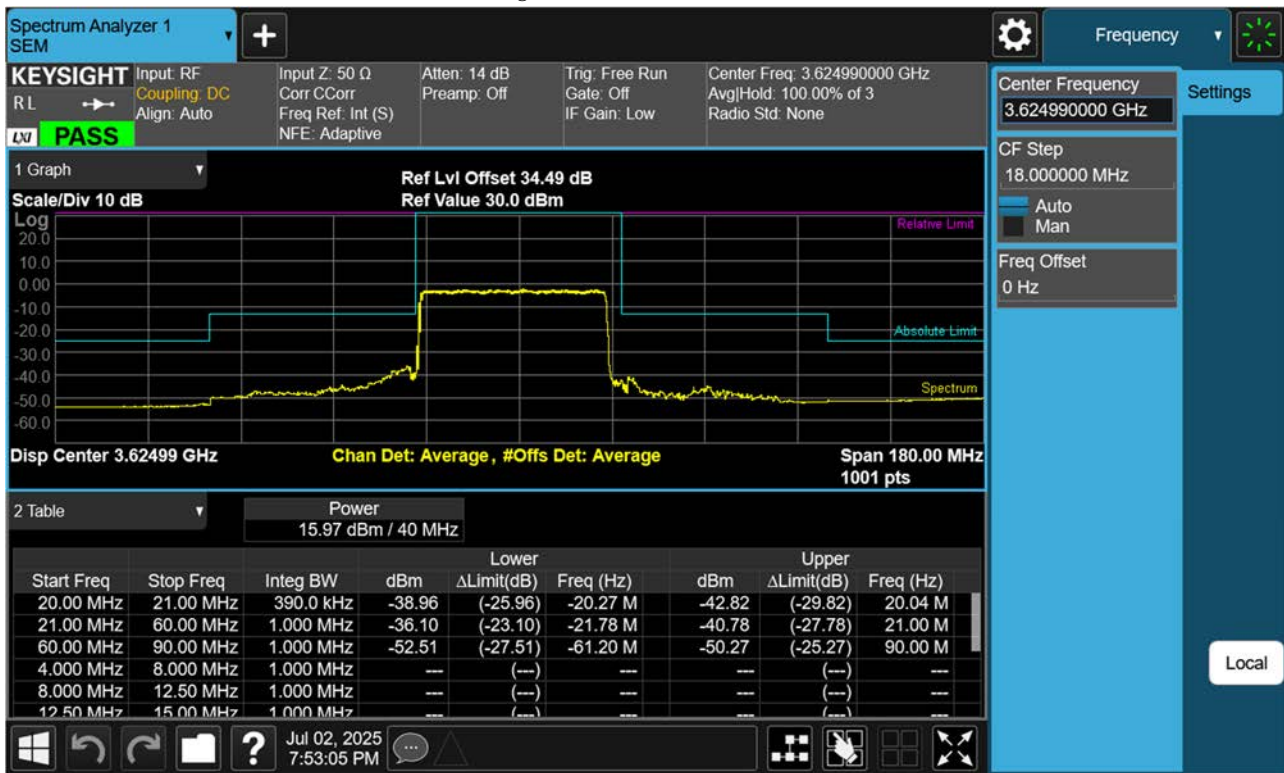 Spectrum Analyzer 1
SEM
Frequency
KEYSIGHT
Input: RF
Input Z: 50 Ω
Atten: 14 dB
Trig: Free Run
Center Freq: 3.624990000 GHz
RL
Coupling: DC
Corr CCorr
Preamp: Off
Gate: Off
Avg|Hold: 100.00% of 3
Align: Auto
Freq Ref: Int (S)
IF Gain: Low
Radio Std: None
LXI
PASS
NFE: Adaptive
Center Frequency
3.624990000 GHz
Settings
CF Step
18.000000 MHz
Auto
Man
Freq Offset
0 Hz
1 Graph
Ref Lvl Offset 34.49 dB
Scale/Div 10 dB
Ref Value 30.0 dBm
Log
Relative Limit
20.0
10.0
0.00
-10.0
-20.0
Absolute Limit
-30.0
-40.0
Spectrum
-50.0
-60.0
Disp Center 3.62499 GHz
Chan Det: Average, #Offs Det: Average
Span 180.00 MHz
1001 pts
2 Table
Power
15.97 dBm / 40 MHz
Lower Upper
Start Freq Stop Freq Integ BW dBm ΔLimit(dB) Freq (Hz) dBm ΔLimit(dB) Freq (Hz)
20.00 MHz 21.00 MHz 390.0 kHz -38.96 (-25.96) -20.27 M -42.82 (-29.82) 20.04 M
21.00 MHz 60.00 MHz 1.000 MHz -36.10 (-23.10) -21.78 M -40.78 (-27.78) 21.00 M
60.00 MHz 90.00 MHz 1.000 MHz -52.51 (-27.51) -61.20 M -50.27 (-25.27) 90.00 M
4.000 MHz 8.000 MHz 1.000 MHz --- (---) --- --- (---) ---
8.000 MHz 12.50 MHz 1.000 MHz --- (---) --- --- (---) ---
12.50 MHz 15.00 MHz 1.000 MHz --- (---) --- --- (---) ---
Local
?
Jul 02, 2025
7:53:05 PM